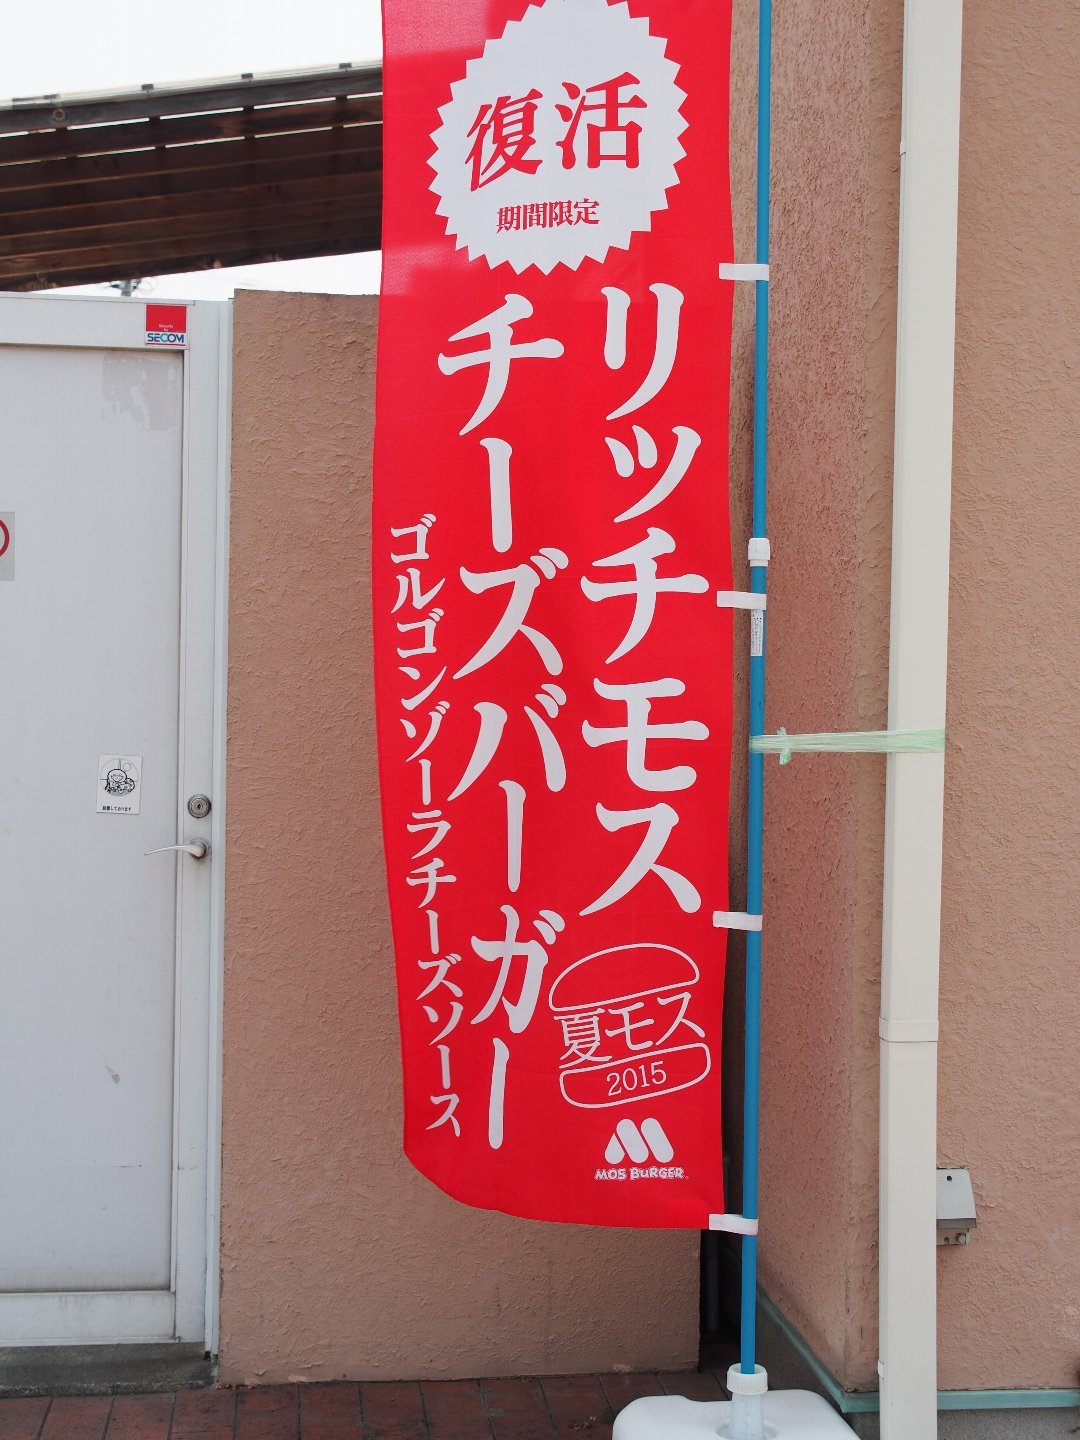 復活
期間限定
リッチモス
チーズバーガー
ゴルゴンゾーラチーズソース
夏モス
2015
MOS BURGER
Security by
SECOM